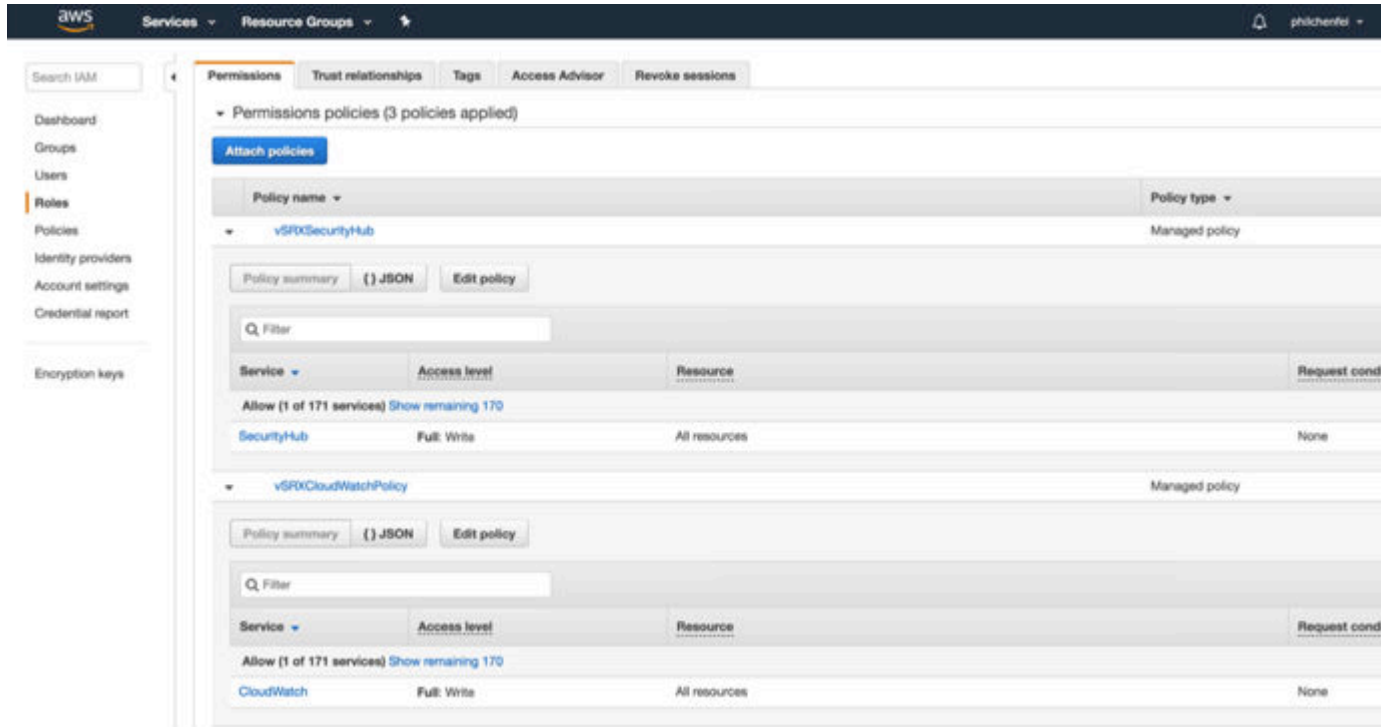 aws Services Resource Groups philchenfei
Search IAM
Dashboard
Groups
Users
Roles
Policies
Identity providers
Account settings
Credential report
Encryption keys
Permissions Trust relationships Tags Access Advisor Revoke sessions
Permissions policies (3 policies applied)
Attach policies
Policy name Policy type
vSRXSecurityHub Managed policy
Policy summary { } JSON Edit policy
Filter
Service Access level Resource Request cond
Allow (1 of 171 services) Show remaining 170
SecurityHub Full: Write All resources None
vSRXCloudWatchPolicy Managed policy
Policy summary { } JSON Edit policy
Filter
Service Access level Resource Request cond
Allow (1 of 171 services) Show remaining 170
CloudWatch Full: Write All resources None